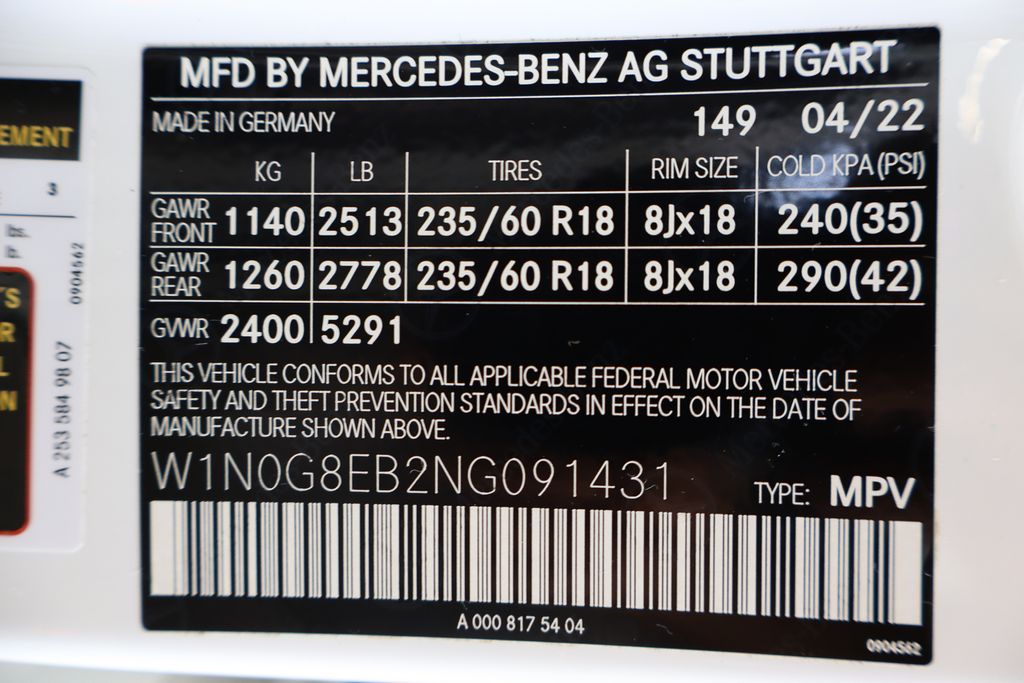 MFD BY MERCEDES-BENZ AG STUTTGART
MADE IN GERMANY 149 04/22
KG LB TIRES RIM SIZE COLD KPA (PSI)
GAWR FRONT 1140 2513 235/60 R18 8Jx18 240(35)
GAWR REAR 1260 2778 235/60 R18 8Jx18 290(42)
GVWR 2400 5291
THIS VEHICLE CONFORMS TO ALL APPLICABLE FEDERAL MOTOR VEHICLE
SAFETY AND THEFT PREVENTION STANDARDS IN EFFECT ON THE DATE OF
MANUFACTURE SHOWN ABOVE.
W1N0G8EB2NG091431 TYPE: MPV
A 000 817 54 04
0904562
EMENT
3
lbs.
lb.
0904562
A 253 584 98 07